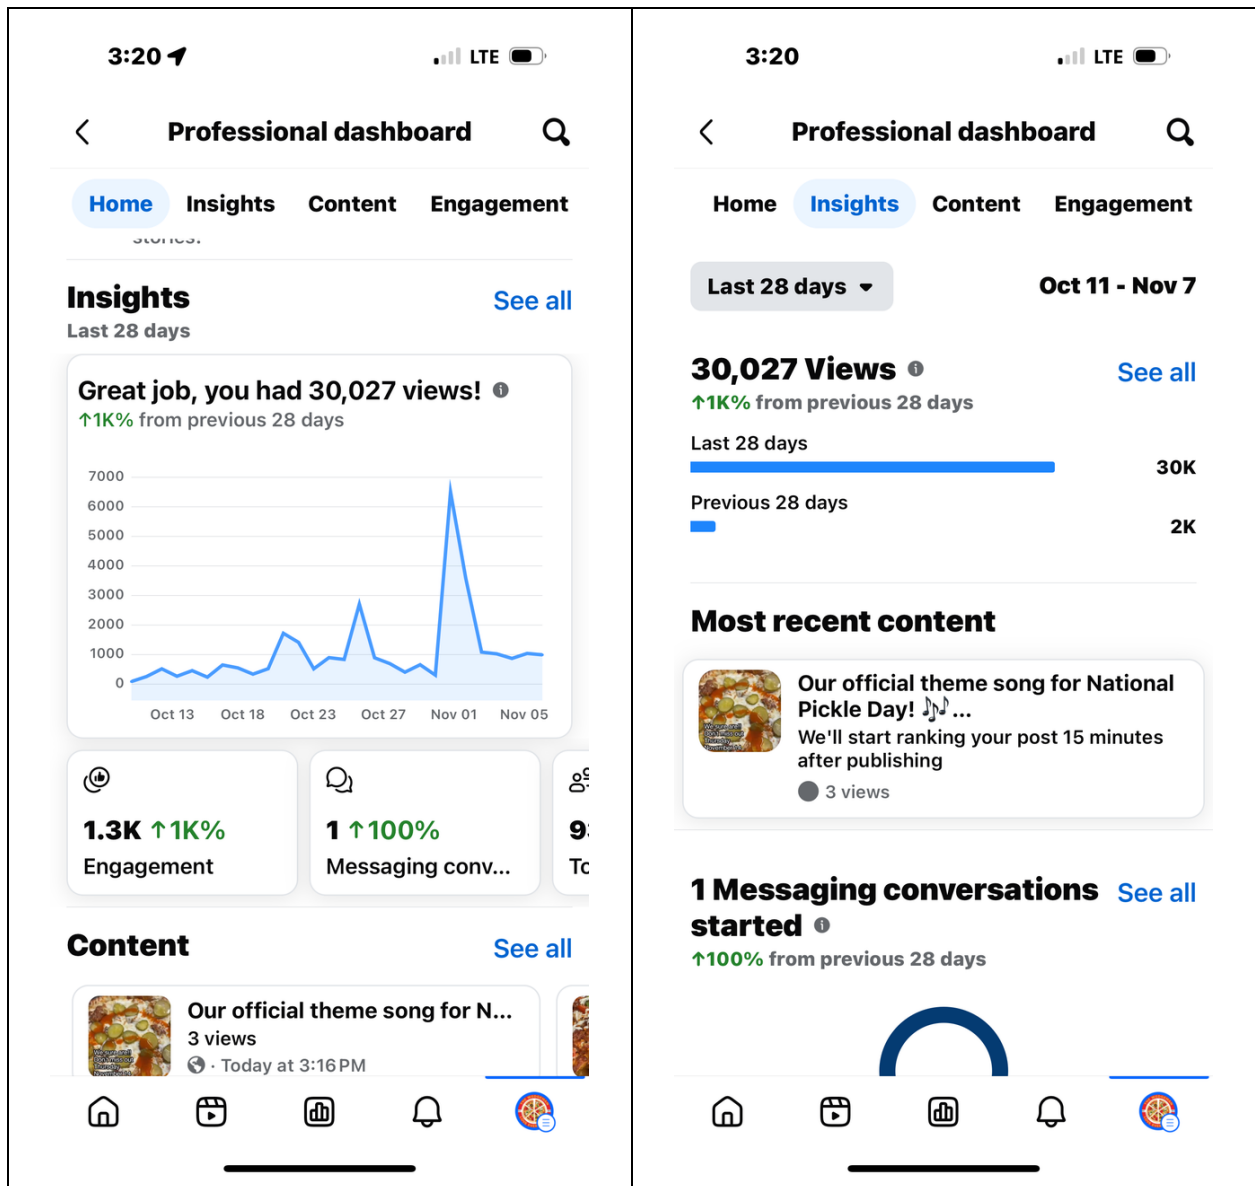 3:20
LTE
Professional dashboard
Home Insights Content Engagement
stories.
Insights
See all
Last 28 days
Great job, you had 30,027 views!
↑1K% from previous 28 days
7000
6000
5000
4000
3000
2000
1000
0
Oct 13 Oct 18 Oct 23 Oct 27 Nov 01 Nov 05
1.3K ↑1K%
Engagement
1 ↑100%
Messaging conv...
Content
See all
Our official theme song for N...
3 views
· Today at 3:16 PM
3:20
LTE
Professional dashboard
Home Insights Content Engagement
Last 28 days
Oct 11 - Nov 7
30,027 Views
See all
↑1K% from previous 28 days
Last 28 days
30K
Previous 28 days
2K
Most recent content
Our official theme song for National
Pickle Day! 🎶...
We'll start ranking your post 15 minutes
after publishing
3 views
1 Messaging conversations
started
See all
↑100% from previous 28 days